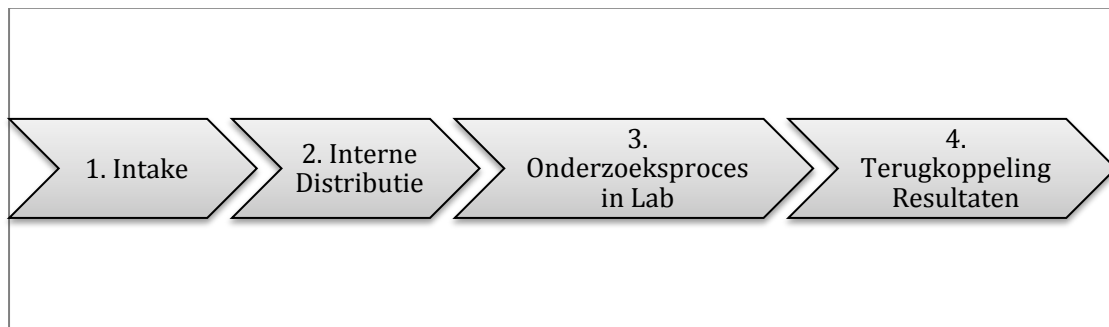 1. Intake
2. Interne
Distributie
3.
Onderzoeksproces
in Lab
4.
Terugkoppeling
Resultaten